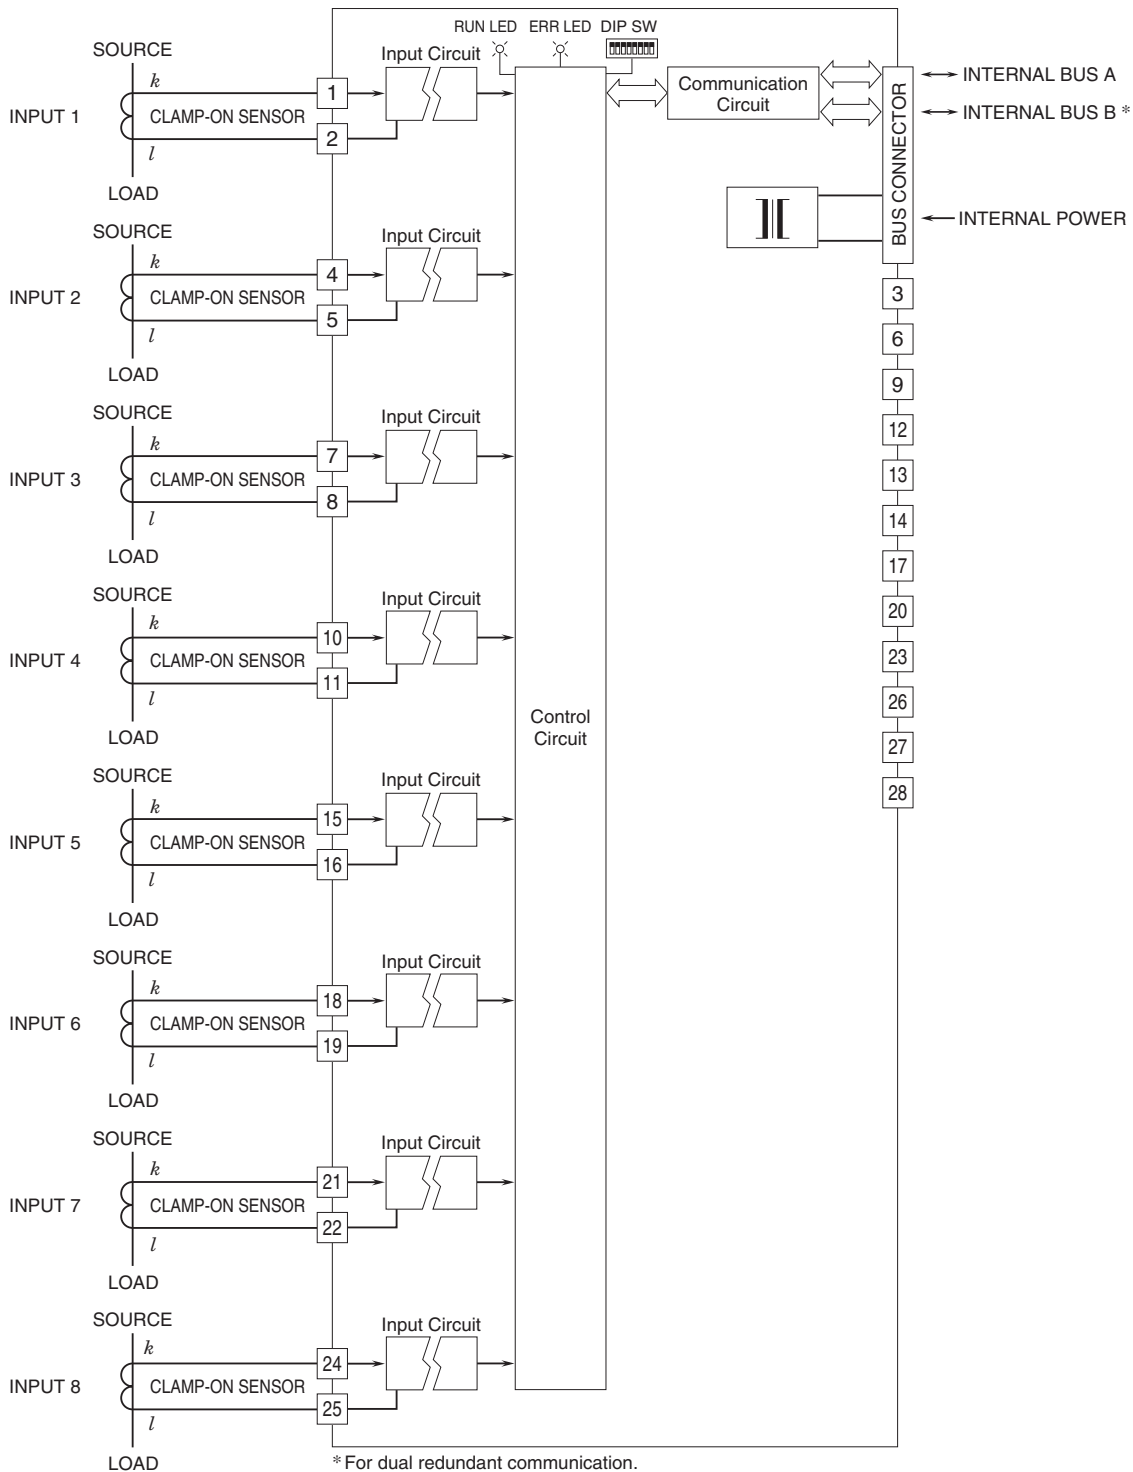 RUN LED ERR LED DIP SW
SOURCE
k
INPUT 1
CLAMP-ON SENSOR
l
LOAD
1
2
Input Circuit
SOURCE
k
INPUT 2
CLAMP-ON SENSOR
l
LOAD
4
5
Input Circuit
SOURCE
k
INPUT 3
CLAMP-ON SENSOR
l
LOAD
7
8
Input Circuit
SOURCE
k
INPUT 4
CLAMP-ON SENSOR
l
LOAD
10
11
Input Circuit
SOURCE
k
INPUT 5
CLAMP-ON SENSOR
l
LOAD
15
16
Input Circuit
SOURCE
k
INPUT 6
CLAMP-ON SENSOR
l
LOAD
18
19
Input Circuit
SOURCE
k
INPUT 7
CLAMP-ON SENSOR
l
LOAD
21
22
Input Circuit
SOURCE
k
INPUT 8
CLAMP-ON SENSOR
l
LOAD
24
25
Input Circuit
Control
Circuit
Communication
Circuit
BUS CONNECTOR
INTERNAL BUS A
INTERNAL BUS B *
INTERNAL POWER
3
6
9
12
13
14
17
20
23
26
27
28
* For dual redundant communication.